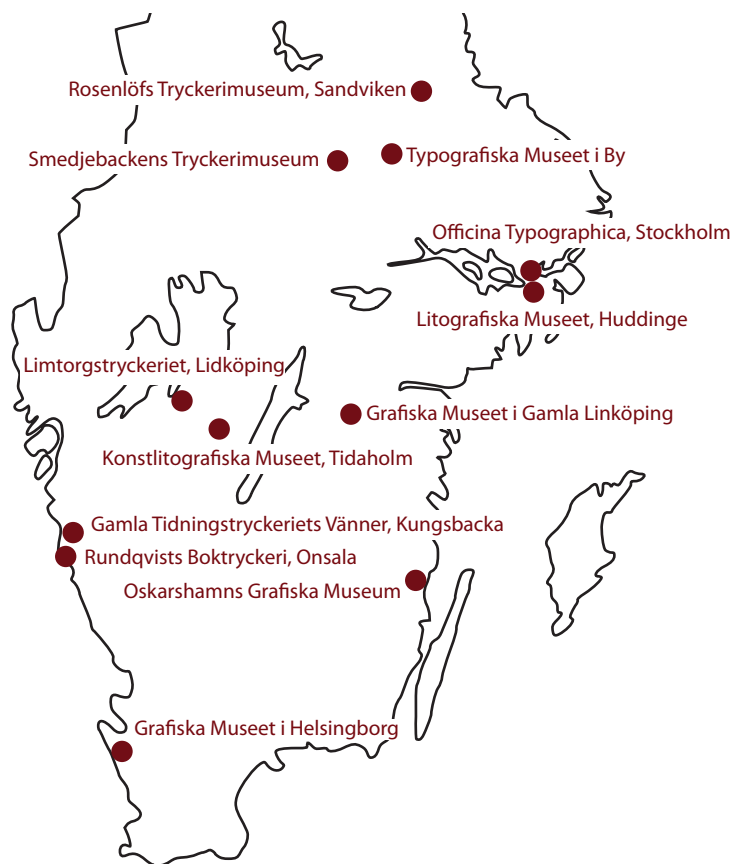 Rosenlöfs Tryckerimuseum, Sandviken
Smedjebackens Tryckerimuseum
Typografiska Museet i By
Officina Typographica, Stockholm
Litografiska Museet, Huddinge
Limtorgstryckeriet, Lidköping
Grafiska Museet i Gamla Linköping
Konstlitografiska Museet, Tidaholm
Gamla Tidningstryckeriets Vänner, Kungsbacka
Rundqvists Boktryckeri, Onsala
Oskarshamns Grafiska Museum
Grafiska Museet i Helsingborg